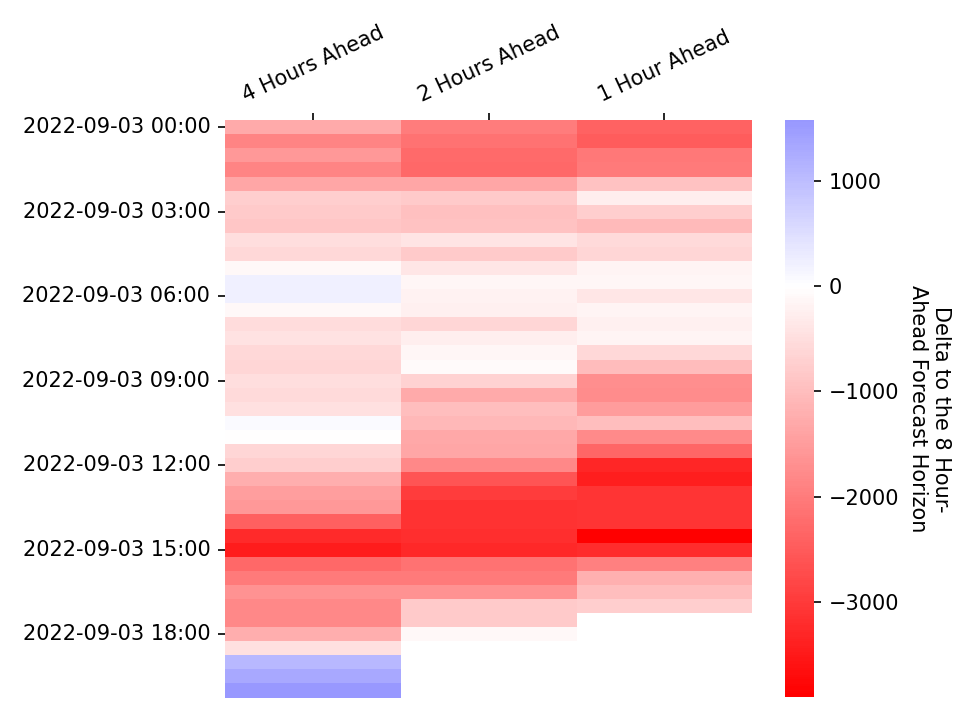 4 Hours Ahead
2 Hours Ahead
1 Hour Ahead
2022-09-03 00:00
2022-09-03 03:00
2022-09-03 06:00
2022-09-03 09:00
2022-09-03 12:00
2022-09-03 15:00
2022-09-03 18:00
1000
0
−1000
−2000
−3000
Delta to the 8 Hour-
Ahead Forecast Horizon